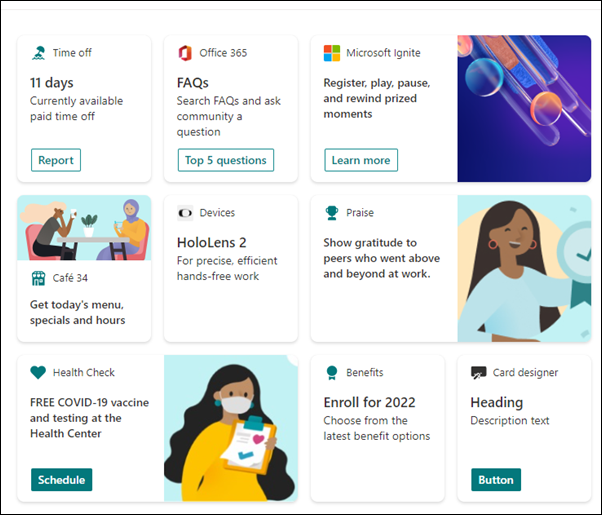 Time off
11 days
Currently available
paid time off
Report
Office 365
FAQs
Search FAQs and ask
community a
question
Top 5 questions
Microsoft Ignite
Register, play, pause,
and rewind prized
moments
Learn more
Café 34
Get today's menu,
specials and hours
Devices
HoloLens 2
For precise, efficient
hands-free work
Praise
Show gratitude to
peers who went above
and beyond at work.
Health Check
FREE COVID-19 vaccine
and testing at the
Health Center
Schedule
Benefits
Enroll for 2022
Choose from the
latest benefit options
Card designer
Heading
Description text
Button